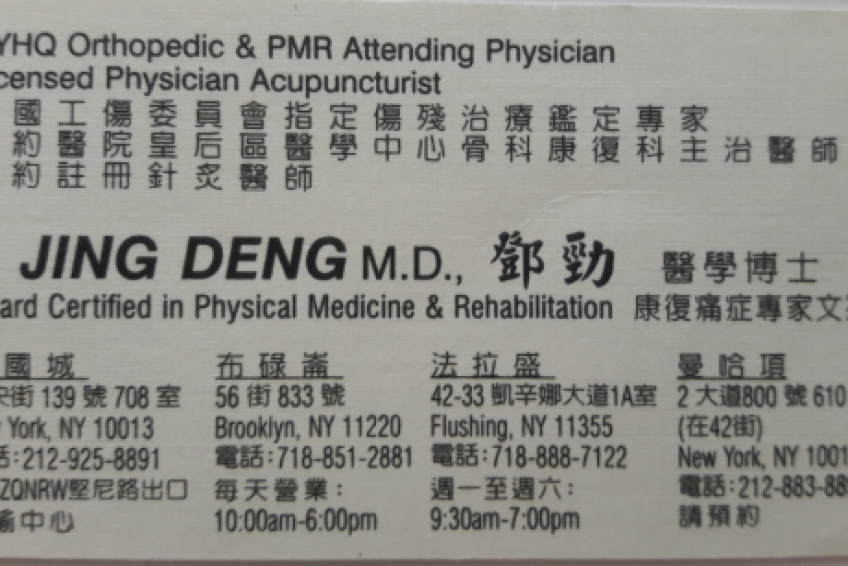 YHQ Orthopedic & PMR Attending Physician
censed Physician Acupuncturist
國工傷委員會指定傷殘治療鑑定專家
約醫院皇后區醫學中心骨科康復科主治醫師
約註冊針炙醫師
JING DENG M.D., 鄧勁 醫學博士
ard Certified in Physical Medicine & Rehabilitation 康復痛症專家文
國城 布碌崙 法拉盛 曼哈頓
央街 139 號 708 室 56 街 833 號 42-33 凱辛娜大道1A室 2 大道800 號 610
York, NY 10013 Brooklyn, NY 11220 Flushing, NY 11355 (在42街)
話:212-925-8891 電話:718-851-2881 電話:718-888-7122 New York, NY 1001
ZQNRW堅尼路出口 每天營業: 週一至週六: 電話:212-883-88
中心 10:00am-6:00pm 9:30am-7:00pm 請預約